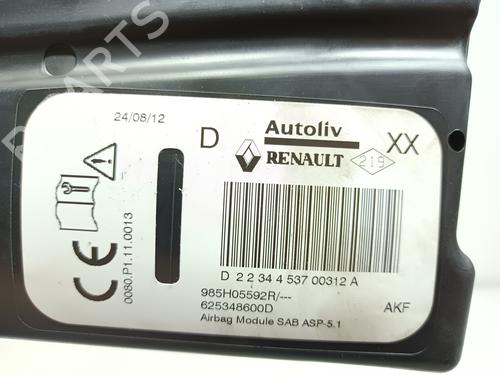 24/08/12
D
Autoliv
XX
RENAULT
219
D 2 2 34 4 537 00312 A
985H05592R/---
625348600D
AKF
Airbag Module SAB ASP-5.1
CE
0080.P1.11.0013
PARTS